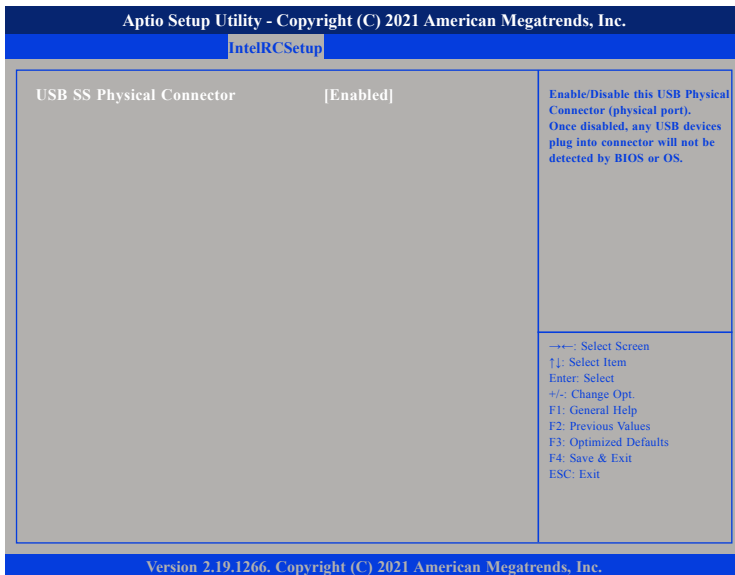 Aptio Setup Utility - Copyright (C) 2021 American Megatrends, Inc.
IntelRCSetup
USB SS Physical Connector [Enabled]
Enable/Disable this USB Physical
Connector (physical port).
Once disabled, any USB devices
plug into connector will not be
detected by BIOS or OS.
→←: Select Screen
↑↓: Select Item
Enter: Select
+/-: Change Opt.
F1: General Help
F2: Previous Values
F3: Optimized Defaults
F4: Save & Exit
ESC: Exit
Version 2.19.1266. Copyright (C) 2021 American Megatrends, Inc.